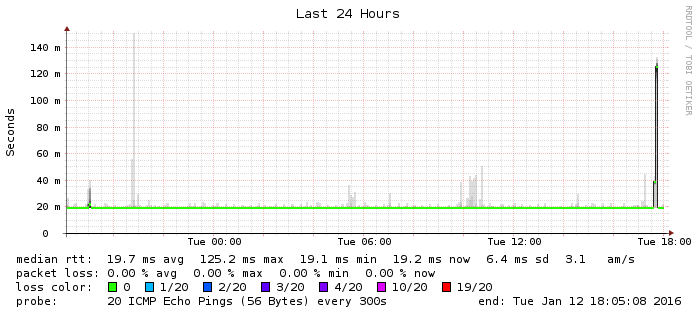 Last 24 Hours
RRDTOOL / TOBI OETIKER
Seconds
140 m
120 m
100 m
80 m
60 m
40 m
20 m
0
Tue 00:00 Tue 06:00 Tue 12:00 Tue 18:00
median rtt: 19.7 ms avg 125.2 ms max 19.1 ms min 19.2 ms now 6.4 ms sd 3.1 am/s
packet loss: 0.00 % avg 0.00 % max 0.00 % min 0.00 % now
loss color: 0 1/20 2/20 3/20 4/20 10/20 19/20
probe: 20 ICMP Echo Pings (56 Bytes) every 300s end: Tue Jan 12 18:05:08 2016